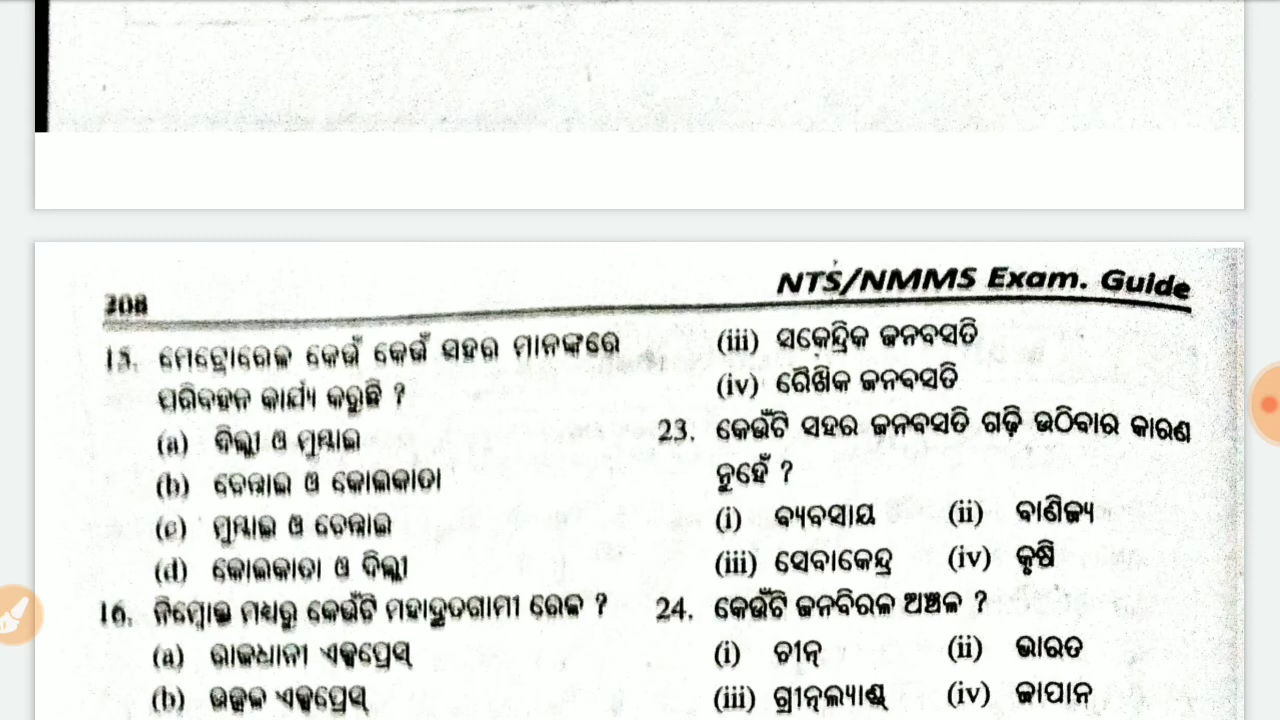 308
NTS/NMMS Exam. Guide
15. ମେଟ୍ରୋରେଳ କେଉଁ କେଉଁ ସହର ମାନଙ୍କରେ
ପରିବହନ କାର୍ଯ୍ୟ କରୁଛି ?
(a) ଦିଲ୍ଲୀ ଓ ମୁମ୍ବାଇ
(b) ଚେନ୍ନାଇ ଓ କୋଲକାତା
(c) ମୁମ୍ବାଇ ଓ ଚେନ୍ନାଇ
(d) କୋଲକାତା ଓ ଦିଲ୍ଲୀ
16. ନିମ୍ନୋକ୍ତ ମଧ୍ୟରୁ କେଉଁଟି ମହାଦ୍ରୁତଗାମୀ ରେଳ ?
(a) ରାଜଧାନୀ ଏକ୍ସପ୍ରେସ୍
(b) ଉତ୍କଳ ଏକ୍ସପ୍ରେସ୍
(iii) ସକେନ୍ଦ୍ରିକ ଜନବସତି
(iv) ରୈଖିକ ଜନବସତି
23. କେଉଁଟି ସହର ଜନବସତି ଗଢ଼ି ଉଠିବାର କାରଣ
ନୁହେଁ ?
(i) ବ୍ୟବସାୟ (ii) ବାଣିଜ୍ୟ
(iii) ସେବାକେନ୍ଦ୍ର (iv) କୃଷି
24. କେଉଁଟି ଜନବିରଳ ଅଞ୍ଚଳ ?
(i) ଚୀନ୍ (ii) ଭାରତ
(iii) ଗ୍ରୀନ୍‌ଲ୍ୟାଣ୍ଡ (iv) ଜାପାନ